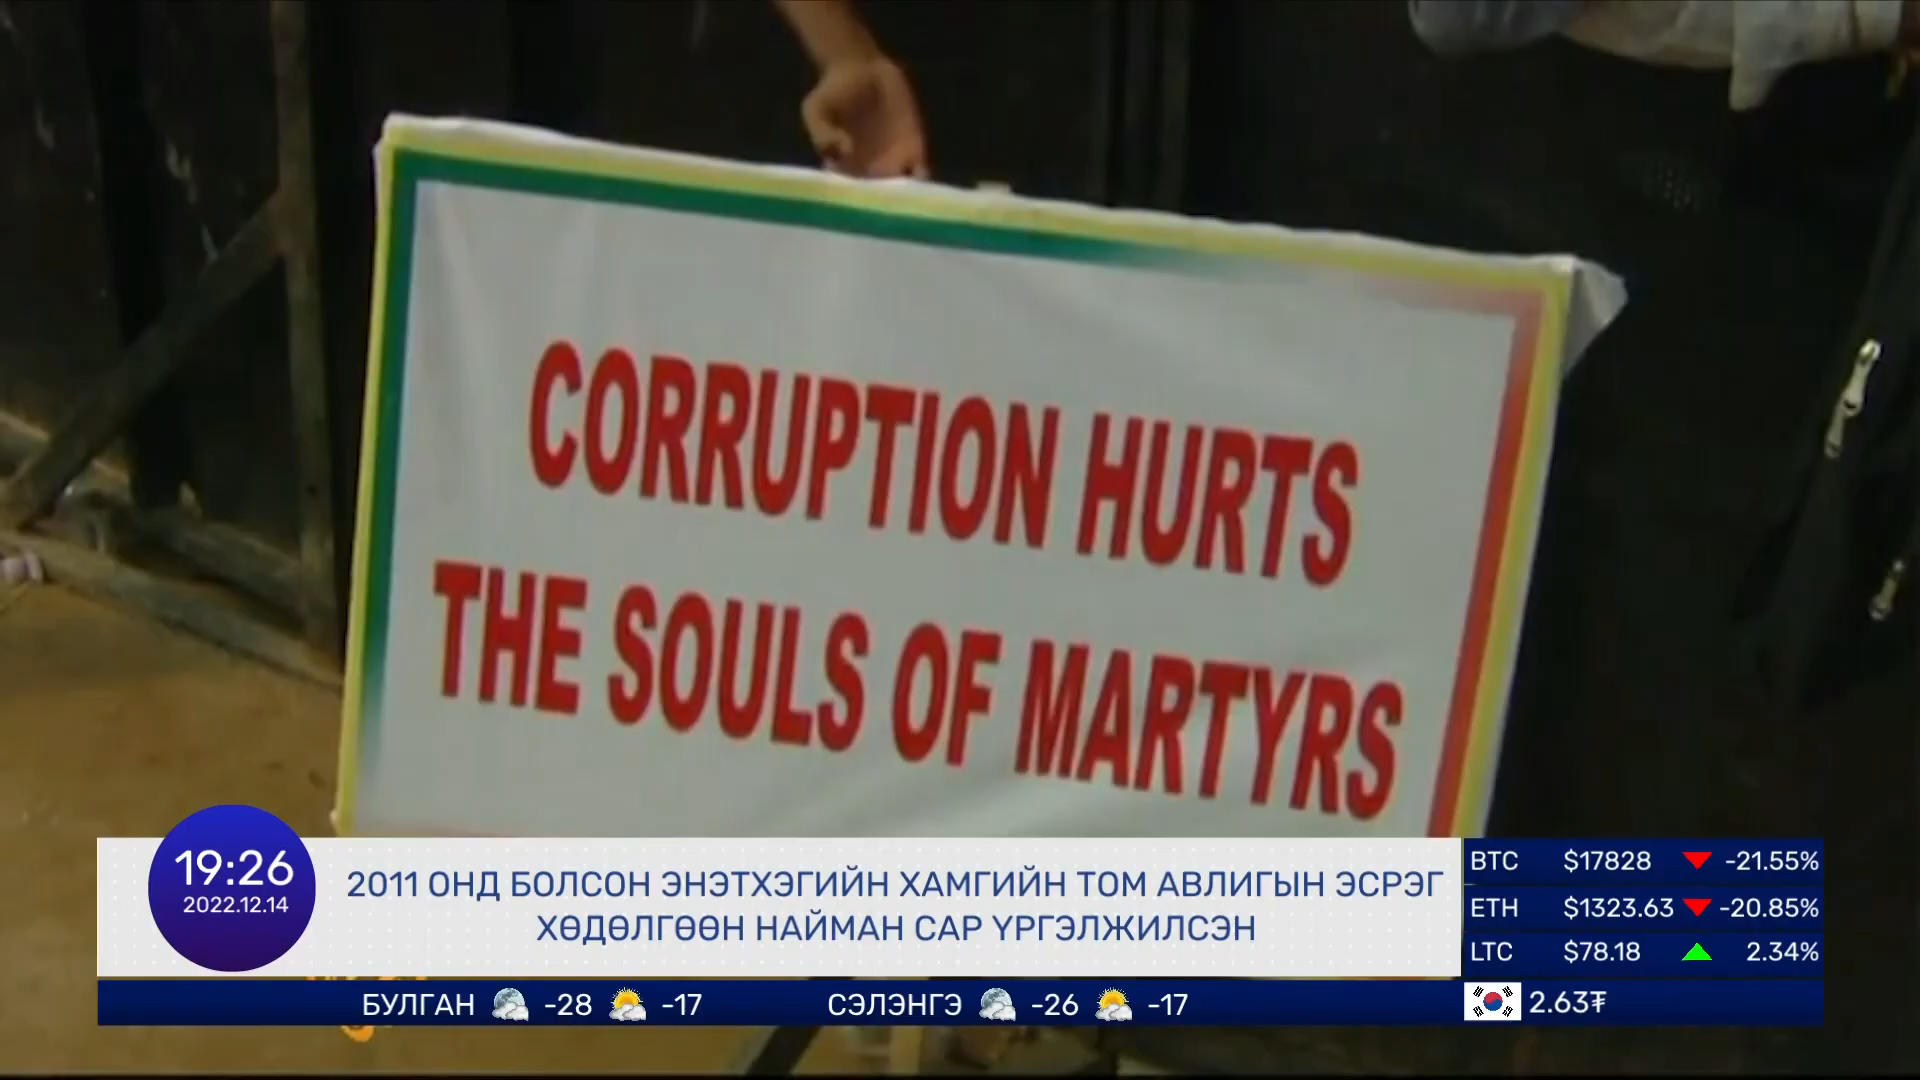 CORRUPTION HURTS
THE SOULS OF MARTYRS
19:26
2022.12.14
2011 ОНД БОЛСОН ЭНЭТХЭГИЙН ХАМГИЙН ТОМ АВЛИГЫН ЭСРЭГ
ХӨДӨЛГӨӨН НАЙМАН САР ҮРГЭЛЖИЛСЭН
BTC $17828 -21.55%
ETH $1323.63 -20.85%
LTC $78.18 2.34%
БУЛГАН -28 -17 СЭЛЭНГЭ -26 -17
2.63₮